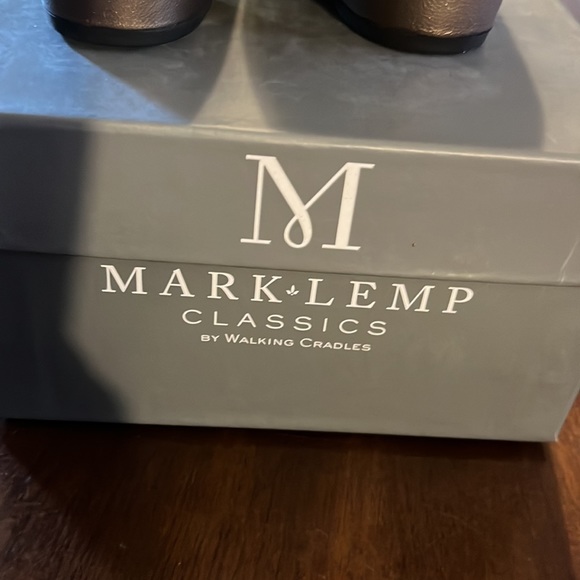 M
MARK LEMP
CLASSICS
BY WALKING CRADLES